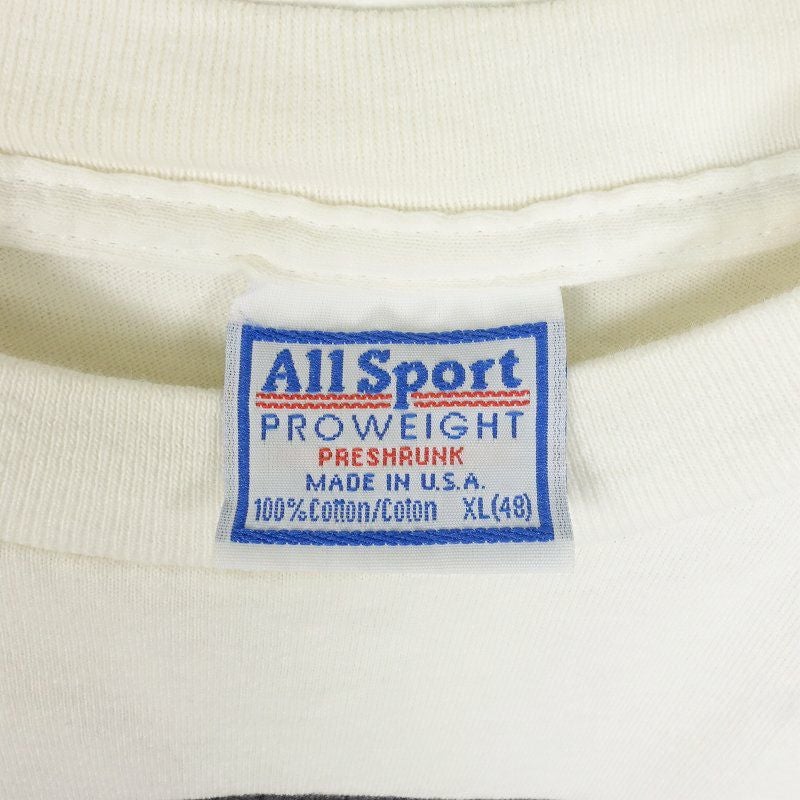 All Sport
PROWEIGHT
PRESHRUNK
MADE IN U.S.A.
100% Cotton/Coton XL(48)